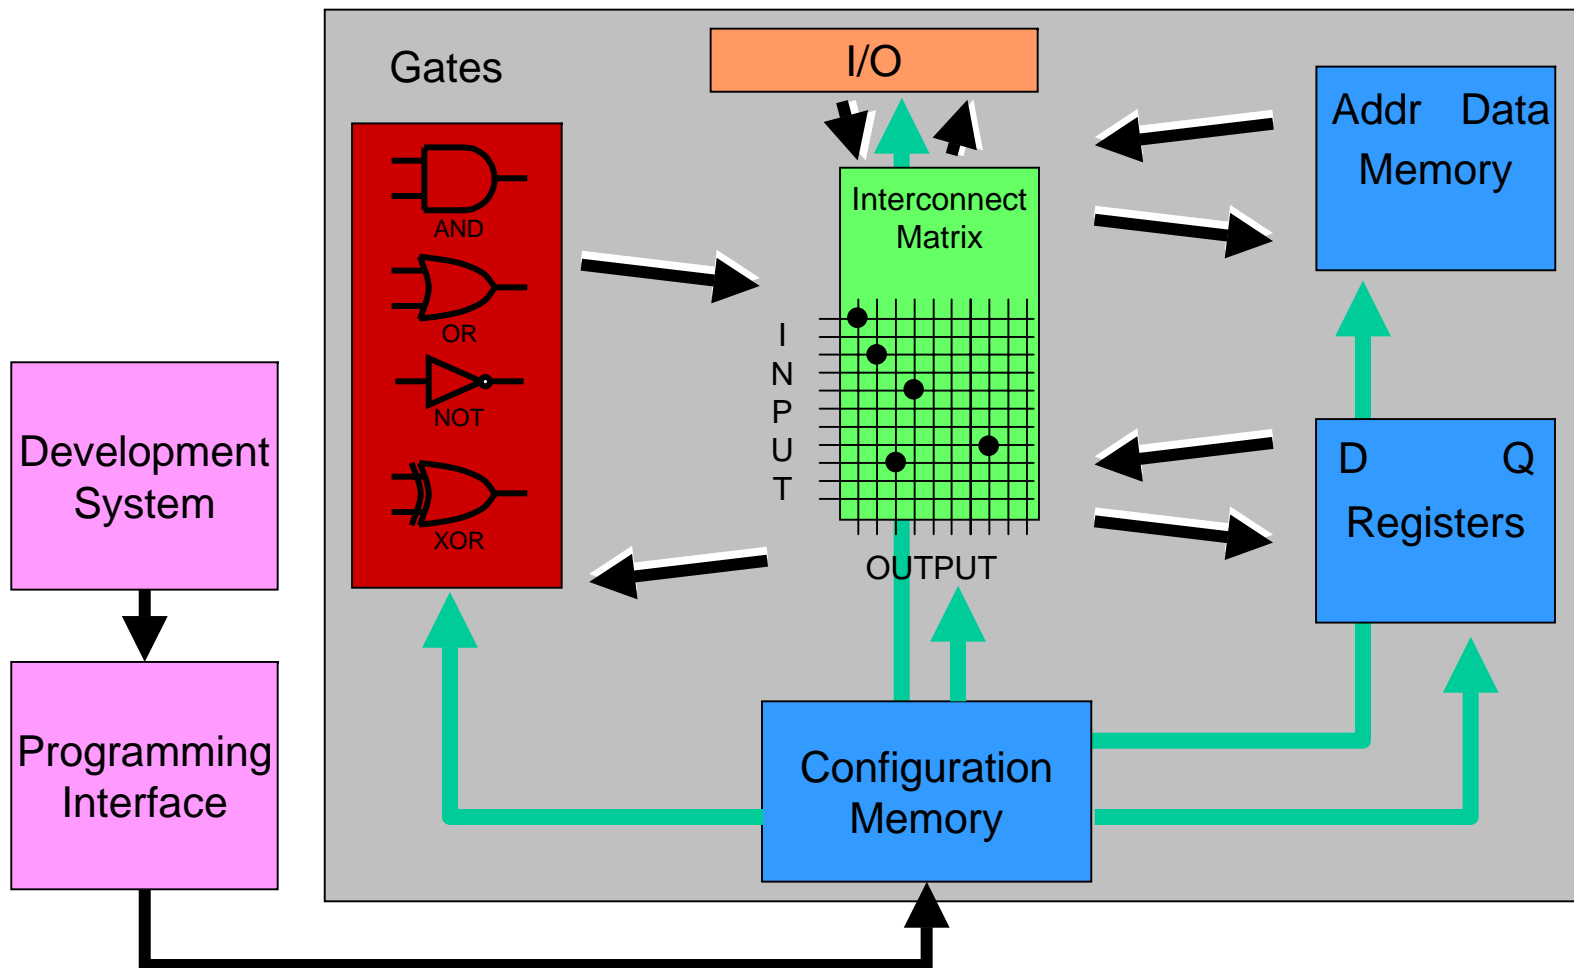 Gates
AND
OR
NOT
XOR
I/O
Interconnect
Matrix
I
N
P
U
T
OUTPUT
Addr Data
Memory
D Q
Registers
Development
System
Programming
Interface
Configuration
Memory